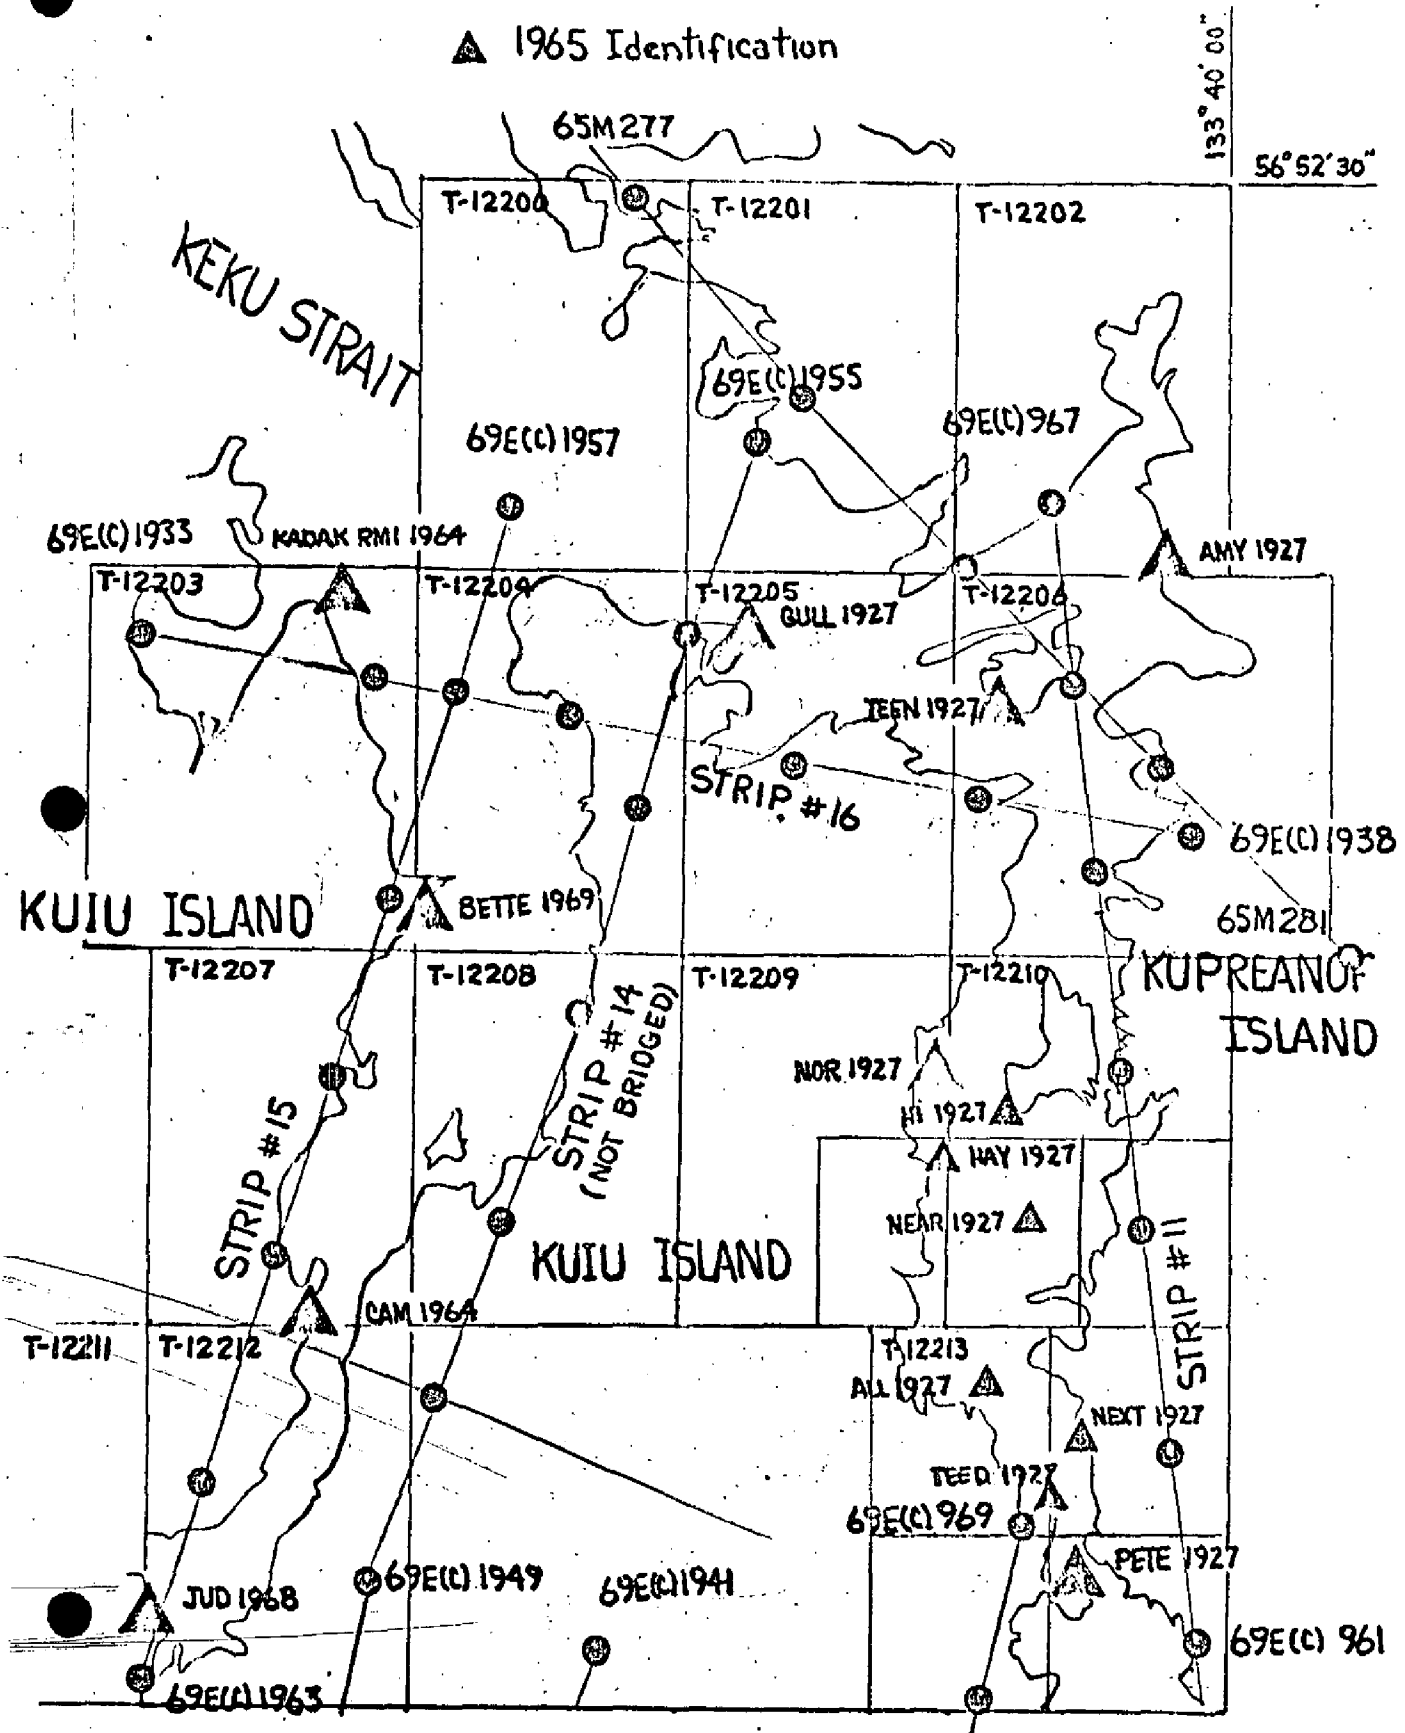 1965 Identification
133° 40' 00"
65M277
56° 52' 30"
T-12200
T-12201
T-12202
KEKU STRAIT
69E(C)1955
69E(C)967
69E(C)1957
69E(C)1933
KADAK RM1 1964
AMY 1927
T-12203
T-12204
T-12205
T-12206
GULL 1927
TEEN 1927
STRIP #16
69E(C)1938
KUIU ISLAND
BETTE 1969
65M281
T-12207
T-12208
T-12209
T-12210
KUPREANOF
ISLAND
STRIP #14
(NOT BRIDGED)
NOR 1927
HI 1927
STRIP #15
HAY 1927
NEAR 1927
KUIU ISLAND
STRIP #11
CAM 1964
T-12211
T-12212
T-12213
ALL 1927
NEXT 1927
TEED 1927
69E(C)969
PETE 1927
JUD 1968
69E(C)1949
69E(C)1941
69E(C) 961
69E(C)1963